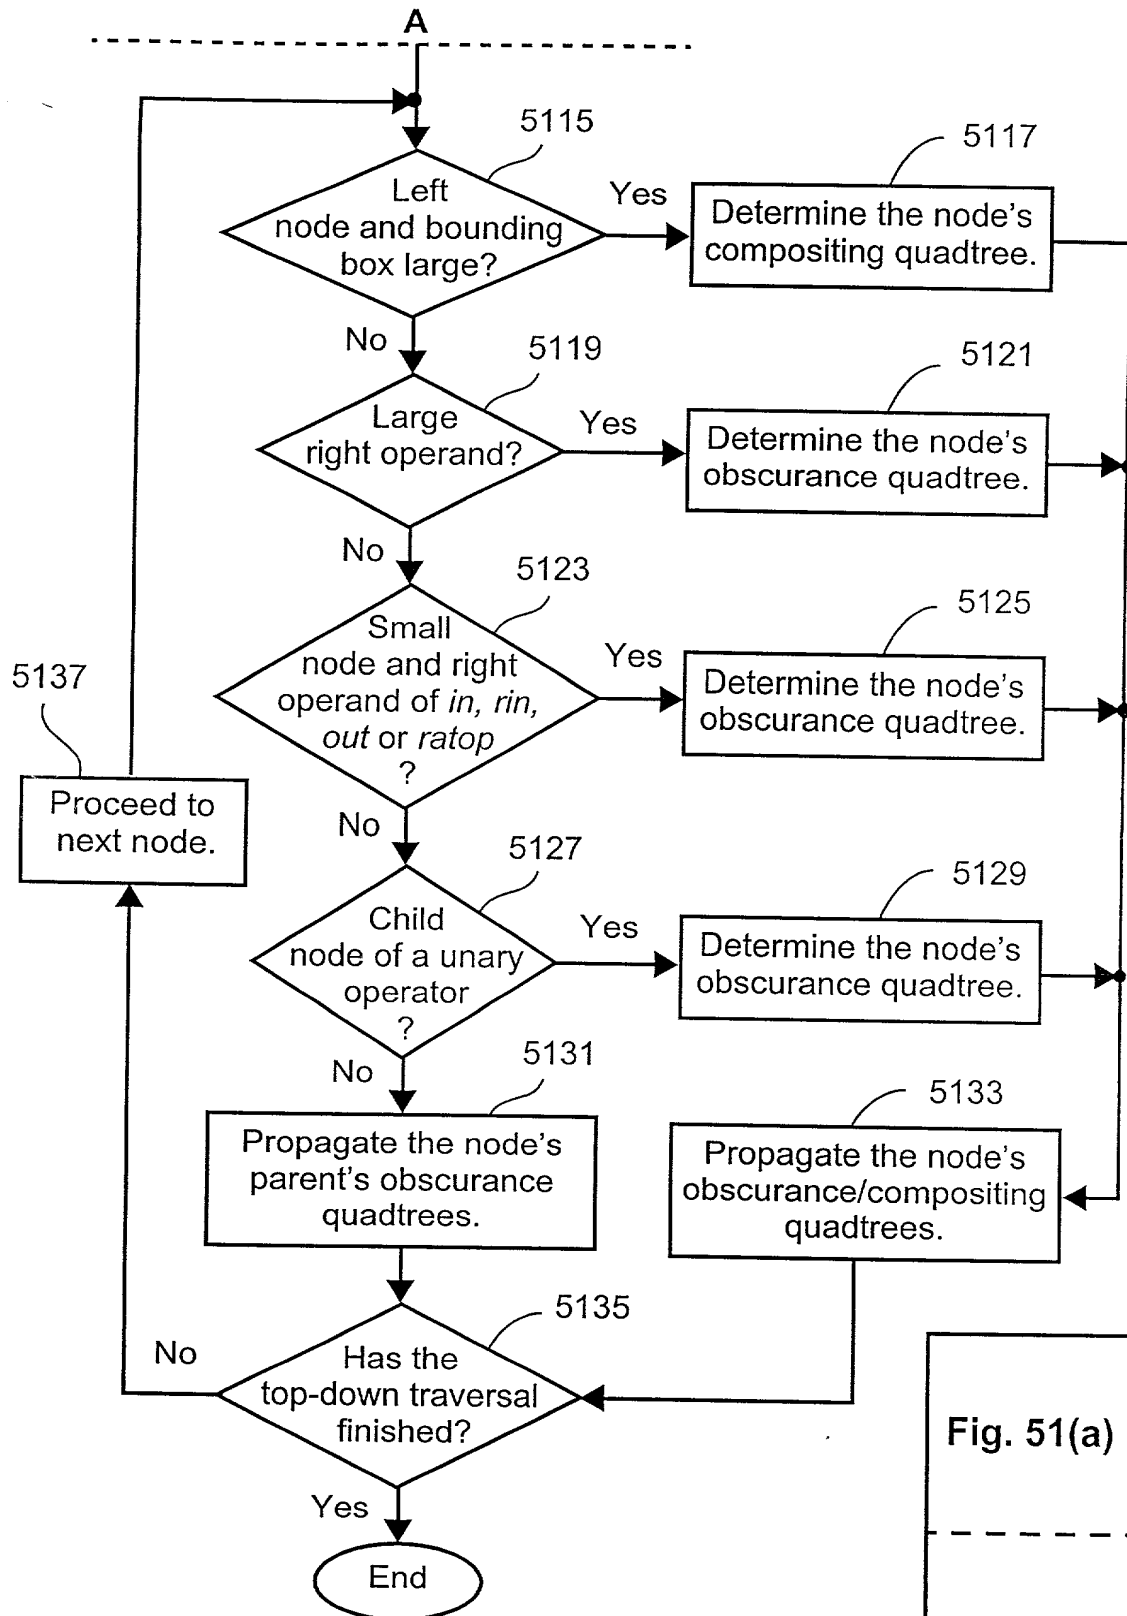 A
5115
Left
node and bounding
box large?
Yes
5117
Determine the node's
compositing quadtree.
No
5119
Large
right operand?
Yes
5121
Determine the node's
obscurance quadtree.
No
5123
Small
node and right
operand of in, rin,
out or ratop
?
Yes
5125
Determine the node's
obscurance quadtree.
5137
Proceed to
next node.
No
5127
Child
node of a unary
operator
?
Yes
5129
Determine the node's
obscurance quadtree.
No
5131
Propagate the node's
parent's obscurance
quadtrees.
5133
Propagate the node's
obscurance/compositing
quadtrees.
5135
Has the
top-down traversal
finished?
No
Yes
End
Fig. 51(a)